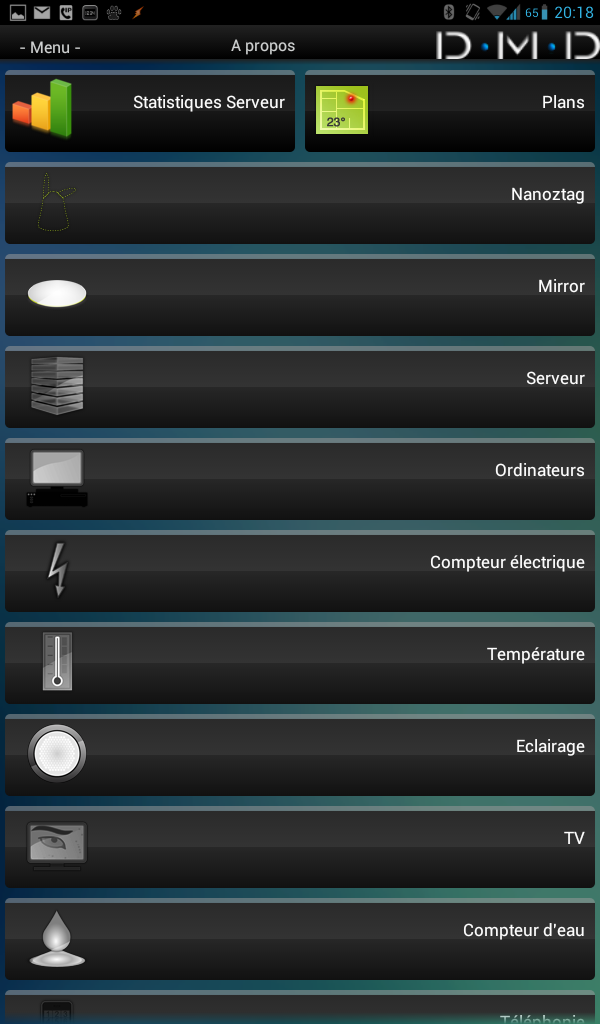 65 20:18
- Menu - A propos D·M·D
Statistiques Serveur
23° Plans
Nanoztag
Mirror
Serveur
Ordinateurs
Compteur électrique
Température
Eclairage
TV
Compteur d'eau
Téléphonie